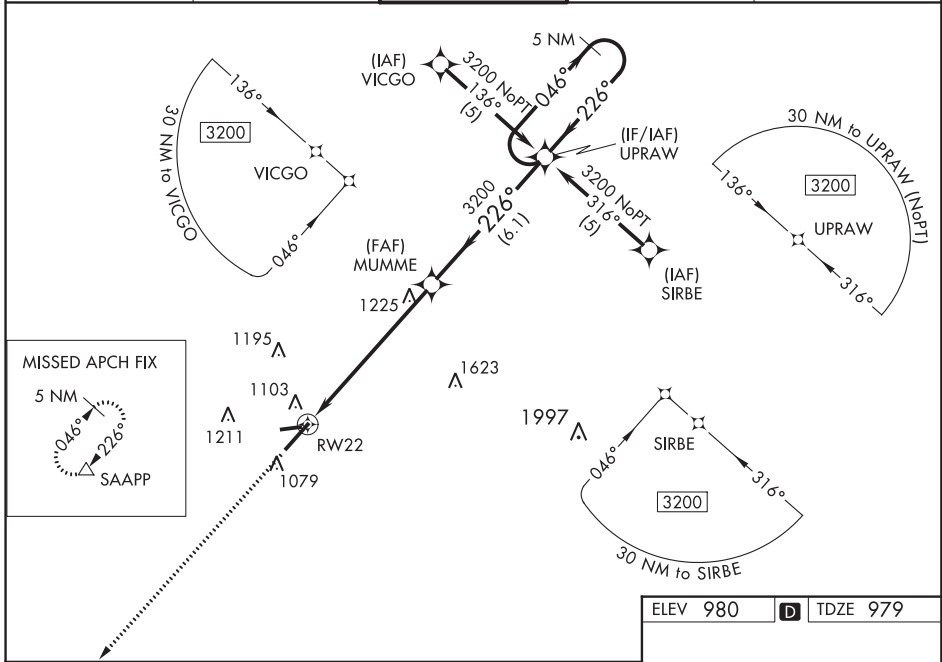 5 NM
046°
226°
(IAF)
VICGO
3200 NoPT
136°
(5)
(IF/IAF)
UPRAW
3200 NoPT
316°
(5)
(IAF)
SIRBE
3200
226°
(6.1)
(FAF)
MUMME
136°
3200
30 NM to VICGO
VICGO
046°
30 NM to UPRAW (NoPT)
136°
3200
UPRAW
316°
1225
1195
1623
1103
1211
RW22
1079
1997
MISSED APCH FIX
5 NM
046°
226°
SAAPP
SIRBE
046°
316°
3200
30 NM to SIRBE
ELEV 980 D TDZE 979